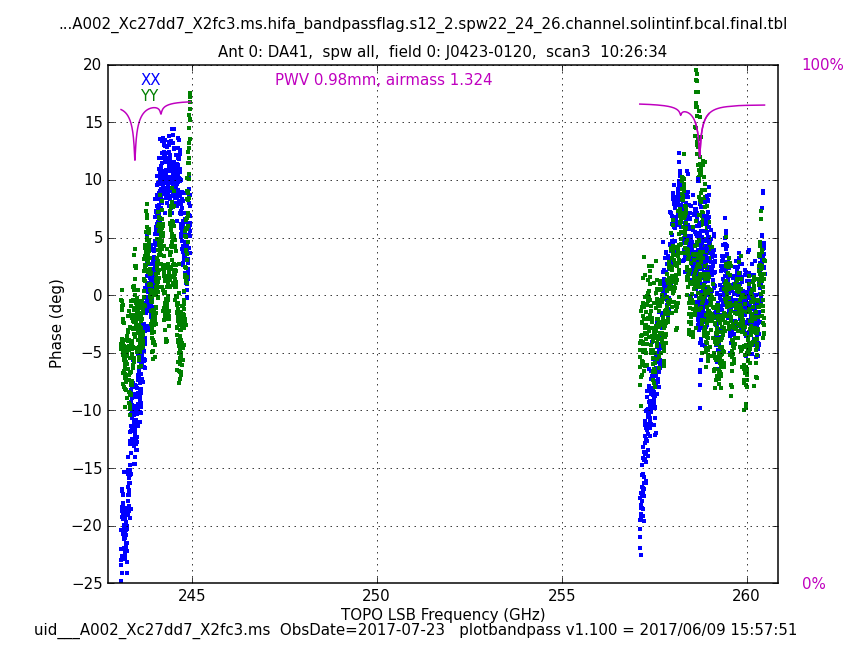 ...A002_Xc27dd7_X2fc3.ms.hifa_bandpassflag.s12_2.spw22_24_26.channel.solintinf.bcal.final.tbl
Ant 0: DA41,  spw all,  field 0: J0423-0120,  scan3  10:26:34
XX
YY
PWV 0.98mm, airmass 1.324
100%
0%
20
15
10
5
0
−5
−10
−15
−20
−25
Phase (deg)
245 250 255 260
TOPO LSB Frequency (GHz)
uid___A002_Xc27dd7_X2fc3.ms  ObsDate=2017-07-23   plotbandpass v1.100 = 2017/06/09 15:57:51